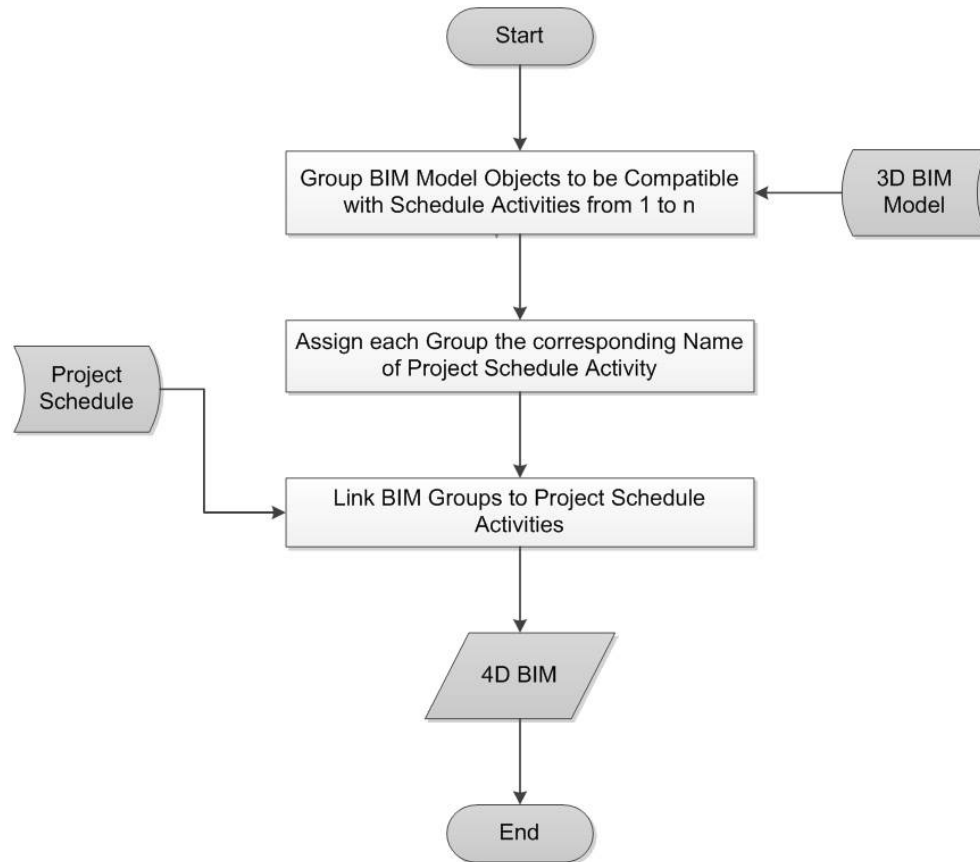 Start
Group BIM Model Objects to be Compatible
with Schedule Activities from 1 to n
3D BIM
Model
Assign each Group the corresponding Name
of Project Schedule Activity
Project
Schedule
Link BIM Groups to Project Schedule
Activities
4D BIM
End